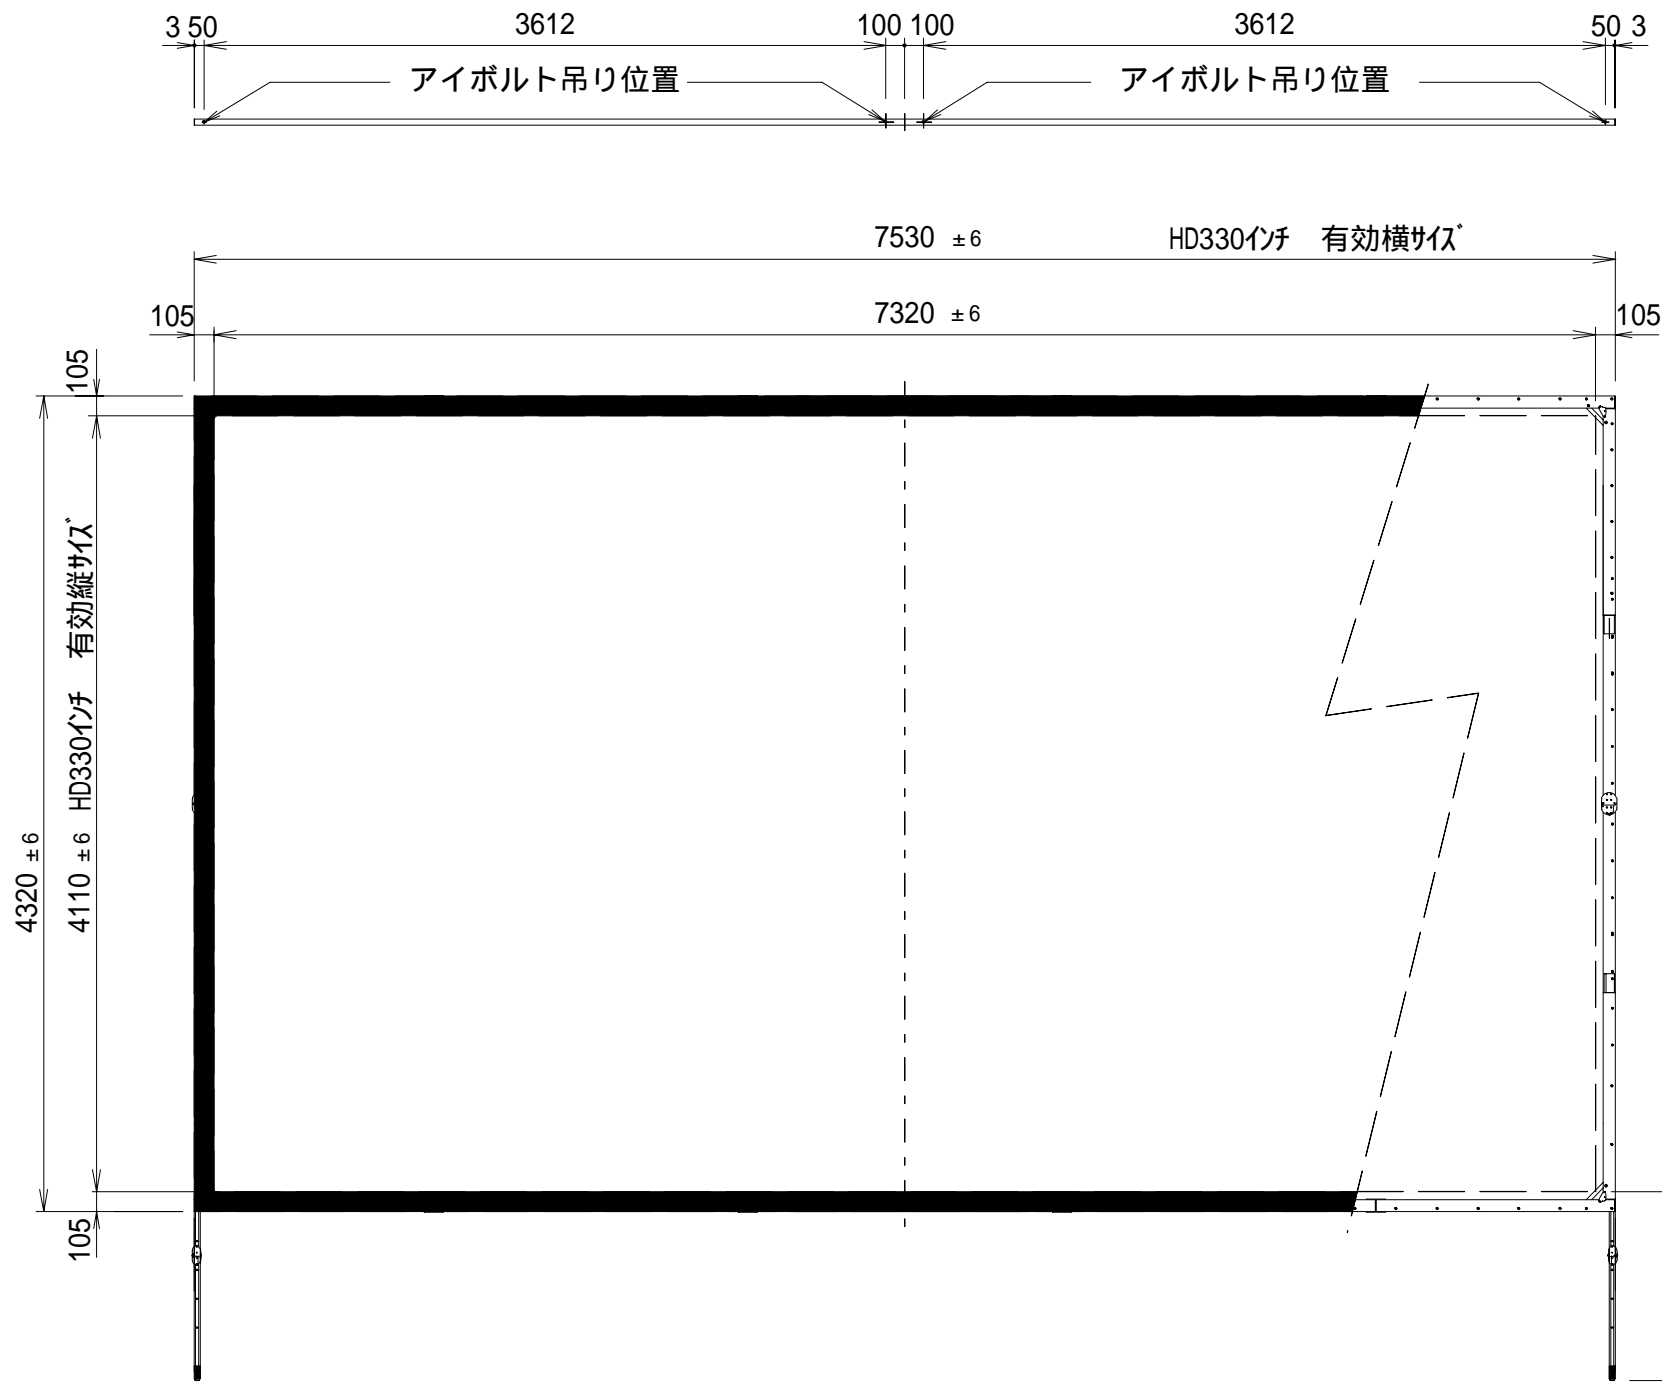 3 50 3612 100 100 3612 50 3
アイボルト吊り位置 アイボルト吊り位置
7530 ±6 HD330インチ 有効横サイズ
105 7320 ±6 105
105
4320 ±6
4110 ±6 HD330インチ 有効縦サイズ
105